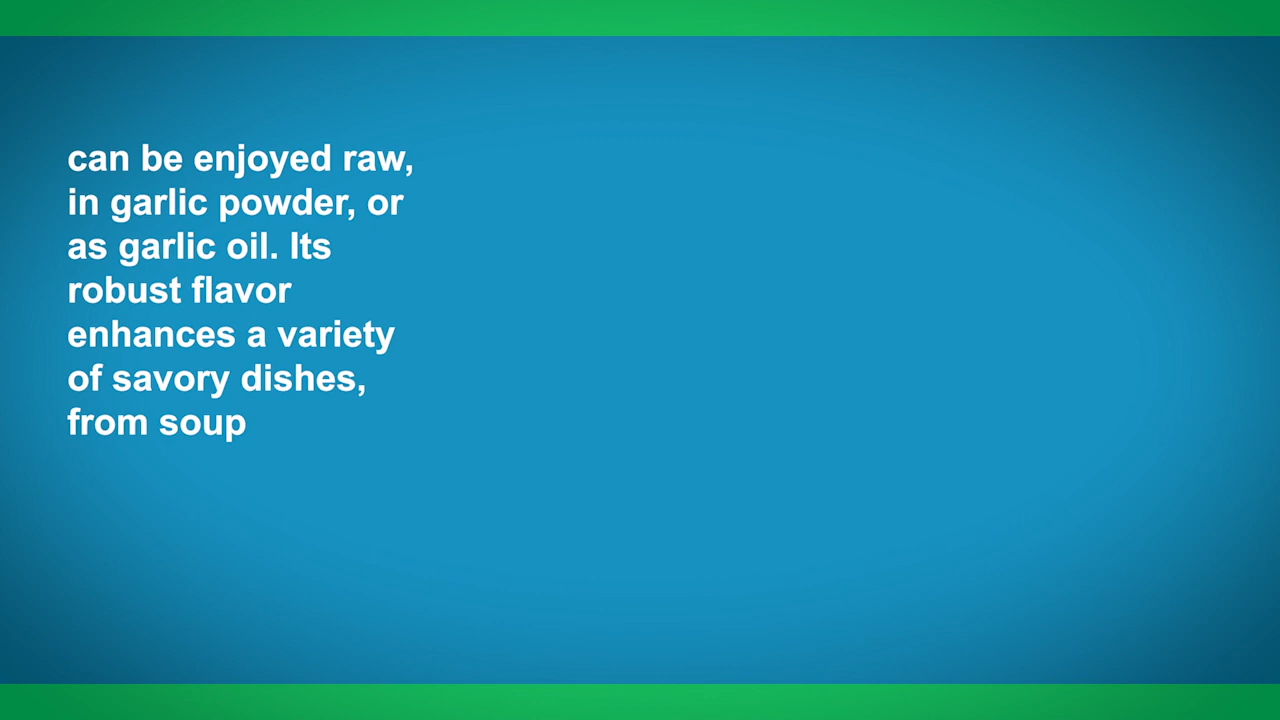 can be enjoyed raw,
in garlic powder, or
as garlic oil. Its
robust flavor
enhances a variety
of savory dishes,
from soup